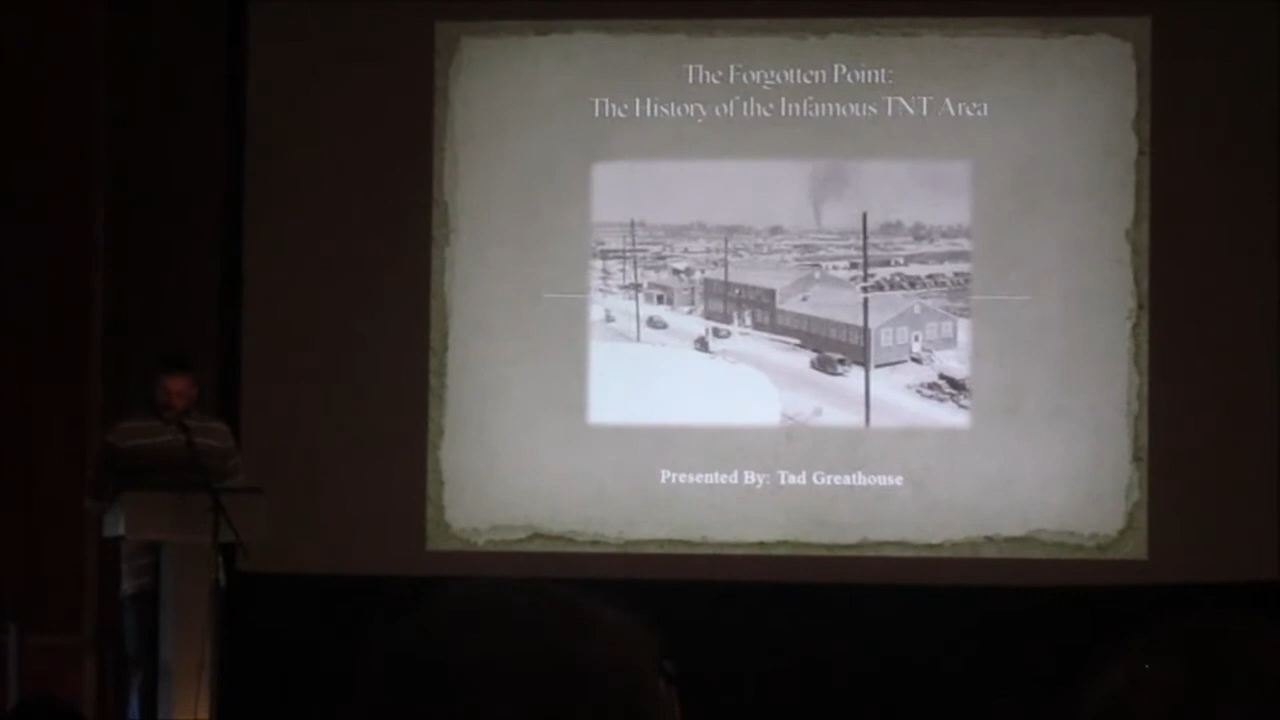 The Forgotten Point:
The History of the Infamous TNT Area
Presented By: Tad Greathouse